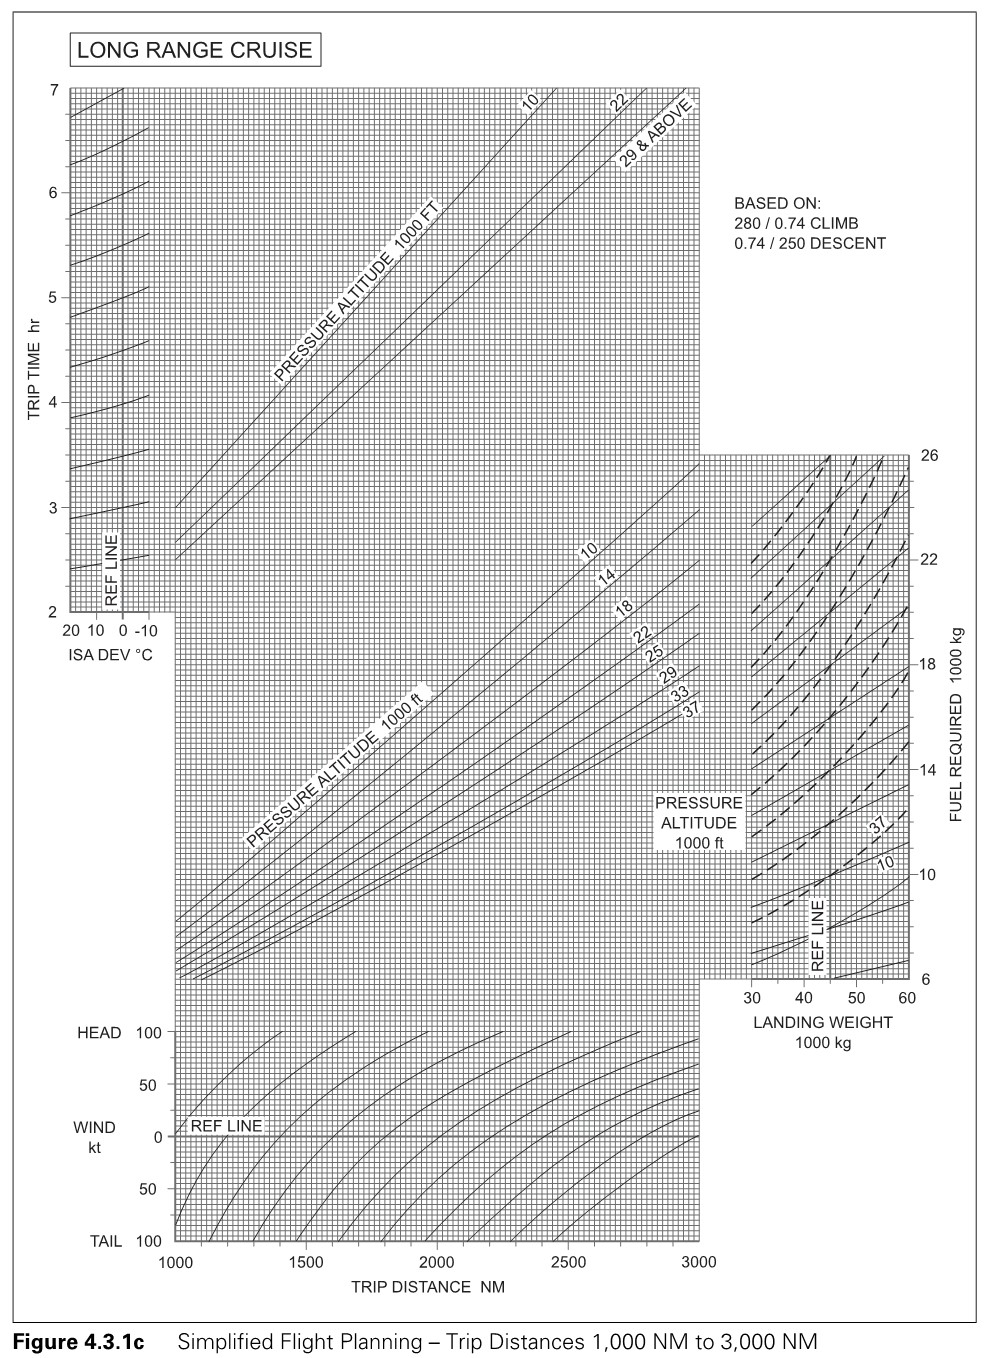 LONG RANGE CRUISE
7
6
5
4
3
2
TRIP TIME hr
20 10 0 -10
ISA DEV °C
REF LINE
PRESSURE ALTITUDE 1000 FT
10
22
29 & ABOVE
BASED ON:
280 / 0.74 CLIMB
0.74 / 250 DESCENT
PRESSURE ALTITUDE 1000 ft
10
14
18
22
25
29
33
37
PRESSURE
ALTITUDE
1000 ft
37
10
REF LINE
26
22
18
14
10
6
FUEL REQUIRED 1000 kg
30 40 50 60
LANDING WEIGHT
1000 kg
HEAD 100
50
WIND 0
kt
50
TAIL 100
REF LINE
1000 1500 2000 2500 3000
TRIP DISTANCE NM
Figure 4.3.1c Simplified Flight Planning – Trip Distances 1,000 NM to 3,000 NM